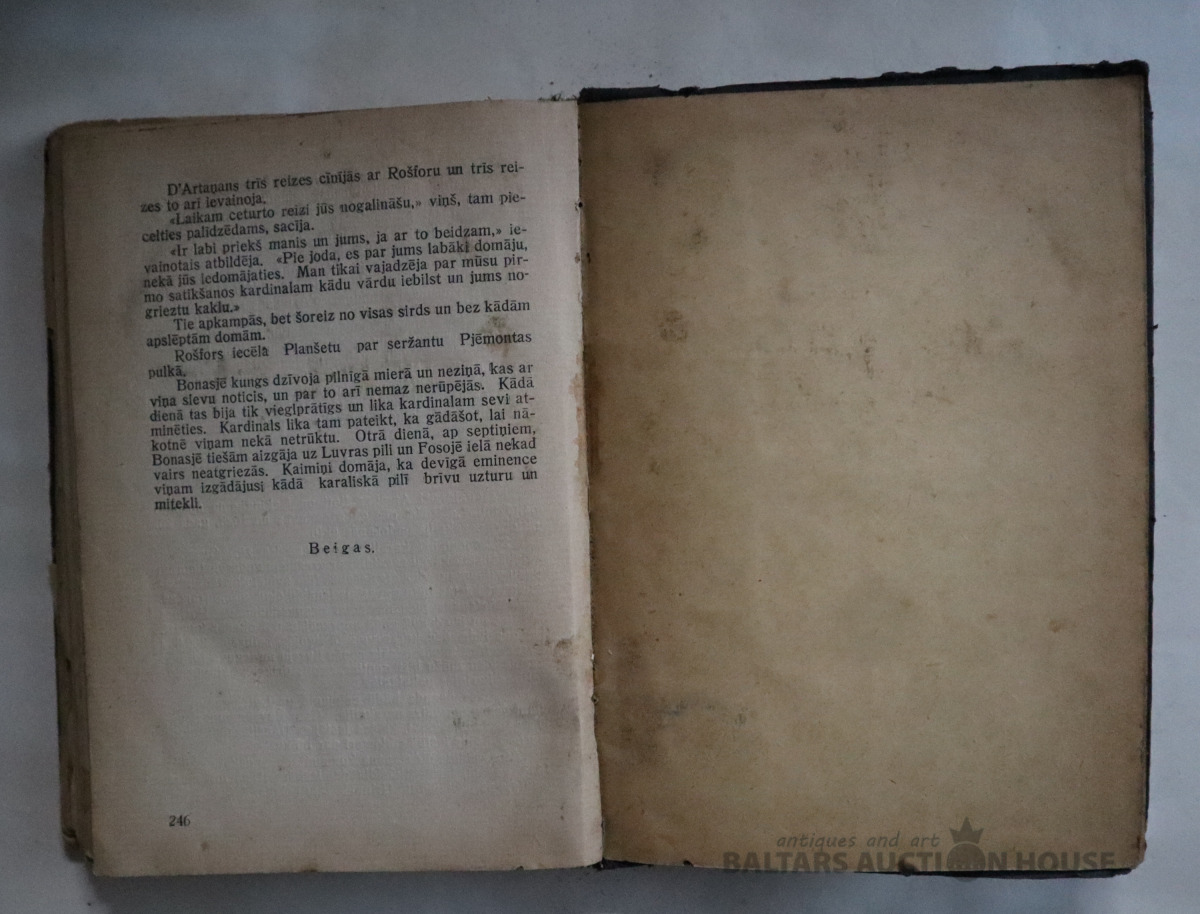 D'Artaņans trīs reizes cīnījās ar Rošforu un trīs rei-
zes to arī ievainoja.
«Laikam ceturto reizi jūs nogalināšu,» viņš, tam pie-
celties palīdzēdams, sacīja.
«Ir labi priekš manis un jums, ja ar to beidzam,» ie-
vainotais atbildēja. «Pie joda, es par jums labāki domāju,
nekā jūs iedomājaties. Man tikai vajadzēja par mūsu pir-
mo satikšanos kardinalam kādu vārdu iebilst un jums no-
grieztu kaklu.»
Tie apkampās, bet šoreiz no visas sirds un bez kādām
apslēptām domām.
Rošfors iecēla Planšetu par seržantu Pjēmontas
pulkā.
Bonasjē kungs dzīvoja pilnīgā mierā un neziņā, kas ar
viņa sievu noticis, un par to arī nemaz nerūpējās. Kādā
dienā tas bija tik vieglprātīgs un lika kardinalam sevi at-
minēties. Kardinals lika tam pateikt, ka gādāšot, lai nā-
kotnē viņam nekā netrūktu. Otrā dienā, ap septiņiem,
Bonasjē tiešām aizgāja uz Luvras pili un Fosojē ielā nekad
vairs neatgriezās. Kaimiņi domāja, ka devīgā eminence
viņam izgādājusi kādā karaliskā pilī brīvu uzturu un
mitekli.
Beigas.
246
antiques and art
BALTARS AUCTION HOUSE